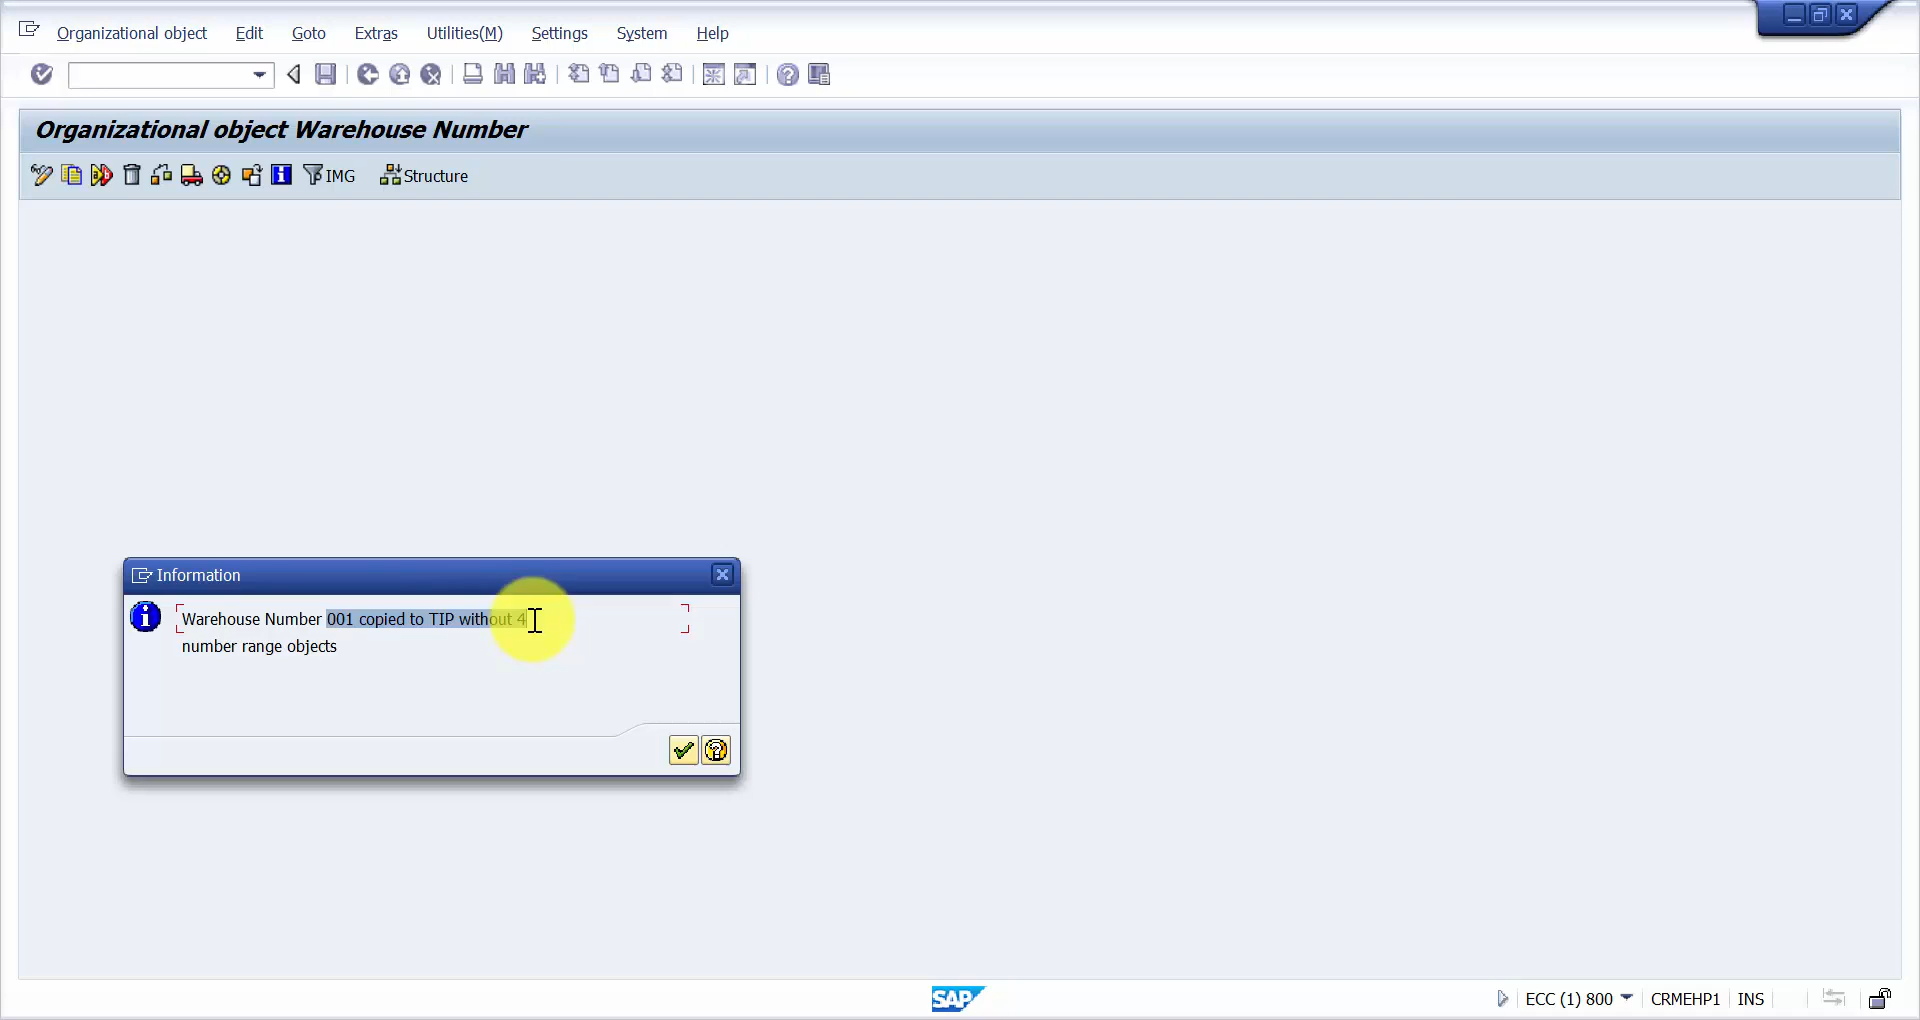 Organizational object Edit Goto Extras Utilities(M) Settings System Help
Organizational object Warehouse Number
IMG Structure
Information
Warehouse Number 001 copied to TIP without 4
number range objects
SAP ECC (1) 800 CRMEHP1 INS